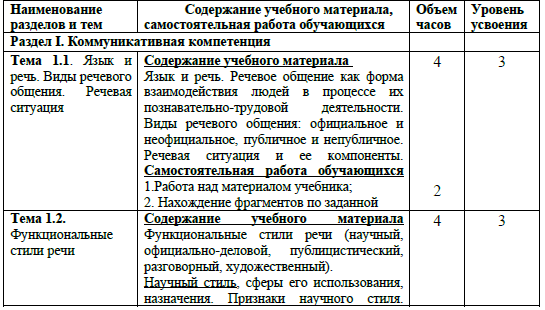 Наименование разделов и тем
Содержание учебного материала, самостоятельная работа обучающихся
Объем часов
Уровень усвоения
Раздел I. Коммуникативная компетенция
Тема 1.1. Язык и
речь. Виды речевого
общения. Речевая
ситуация
Содержание учебного материала
Язык и речь. Речевое общение как форма
взаимодействия людей в процессе их
познавательно-трудовой деятельности.
Виды речевого общения: официальное и
неофициальное, публичное и непубличное.
Речевая ситуация и ее компоненты.
Самостоятельная работа обучающихся
1.Работа над материалом учебника;
2. Нахождение фрагментов по заданной
4
2
3
Тема 1.2.
Функциональные
стили речи
Содержание учебного материала
Функциональные стили речи (научный,
официально-деловой, публицистический,
разговорный, художественный).
Научный стиль, сферы его использования,
назначения. Признаки научного стиля.
4
3